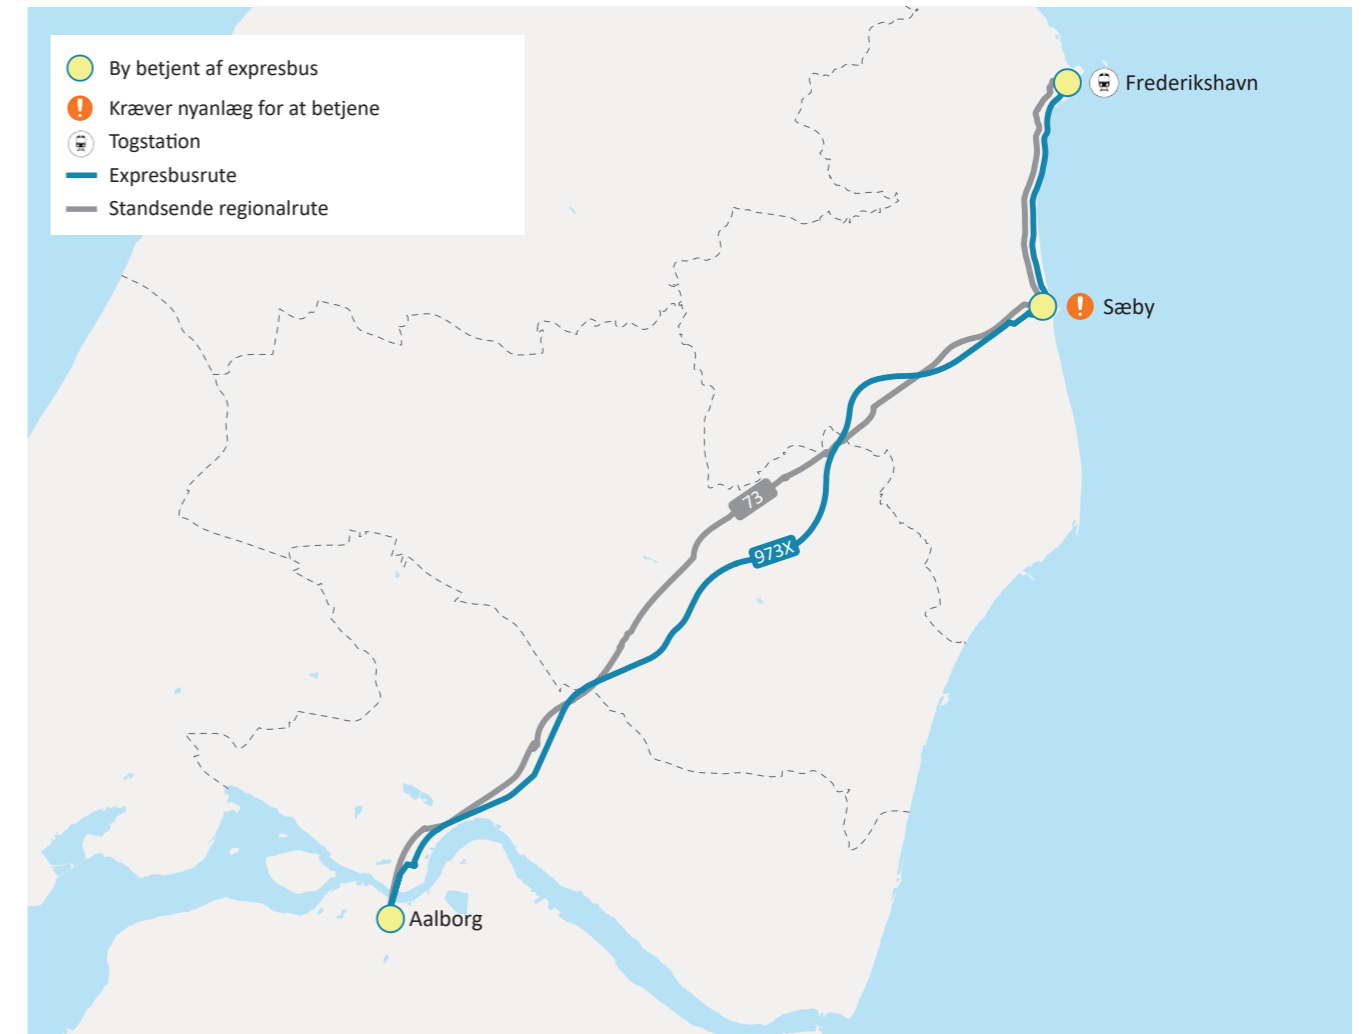 By betjent af expresbus
Kræver nyanlæg for at betjene
Togstation
Expresbusrute
Standsende regionalrute
Frederikshavn
Sæby
73
973X
Aalborg